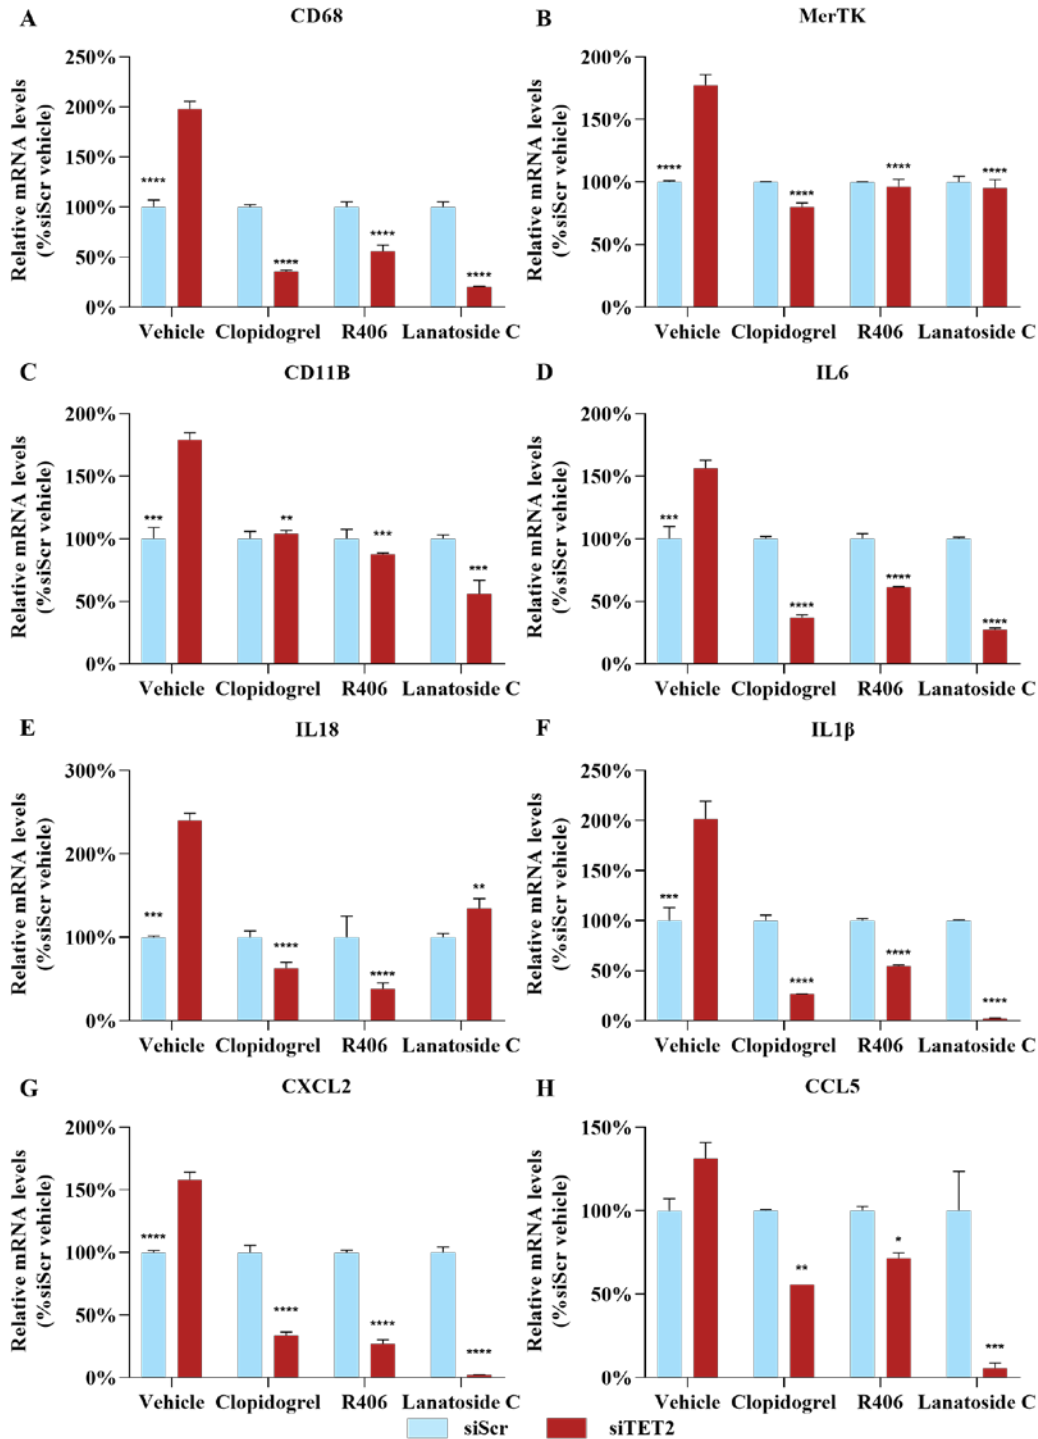 A CD68
Relative mRNA levels
(%siScr vehicle)
250%
200%
150%
100%
50%
0%
****
****
****
****
Vehicle Clopidogrel R406 Lanatoside C
B MerTK
Relative mRNA levels
(%siScr vehicle)
200%
150%
100%
50%
0%
****
****
****
****
Vehicle Clopidogrel R406 Lanatoside C
C CD11B
Relative mRNA levels
(%siScr vehicle)
200%
150%
100%
50%
0%
***
**
***
***
Vehicle Clopidogrel R406 Lanatoside C
D IL6
Relative mRNA levels
(%siScr vehicle)
200%
150%
100%
50%
0%
***
****
****
****
Vehicle Clopidogrel R406 Lanatoside C
E IL18
Relative mRNA levels
(%siScr vehicle)
300%
200%
100%
0%
***
****
****
**
Vehicle Clopidogrel R406 Lanatoside C
F IL1β
Relative mRNA levels
(%siScr vehicle)
250%
200%
150%
100%
50%
0%
***
****
****
****
Vehicle Clopidogrel R406 Lanatoside C
G CXCL2
Relative mRNA levels
(%siScr vehicle)
200%
150%
100%
50%
0%
****
****
****
****
Vehicle Clopidogrel R406 Lanatoside C
H CCL5
Relative mRNA levels
(%siScr vehicle)
150%
100%
50%
0%
**
*
***
Vehicle Clopidogrel R406 Lanatoside C
siScr siTET2